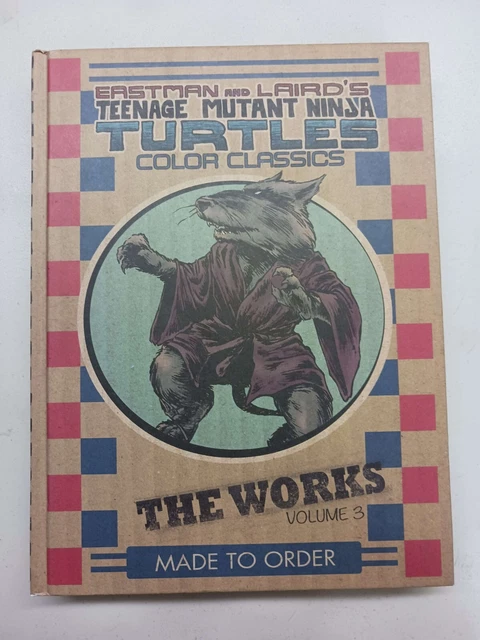 EASTMAN AND LAIRD'S
TEENAGE MUTANT NINJA
TURTLES
COLOR CLASSICS
THE WORKS
VOLUME 3
MADE TO ORDER